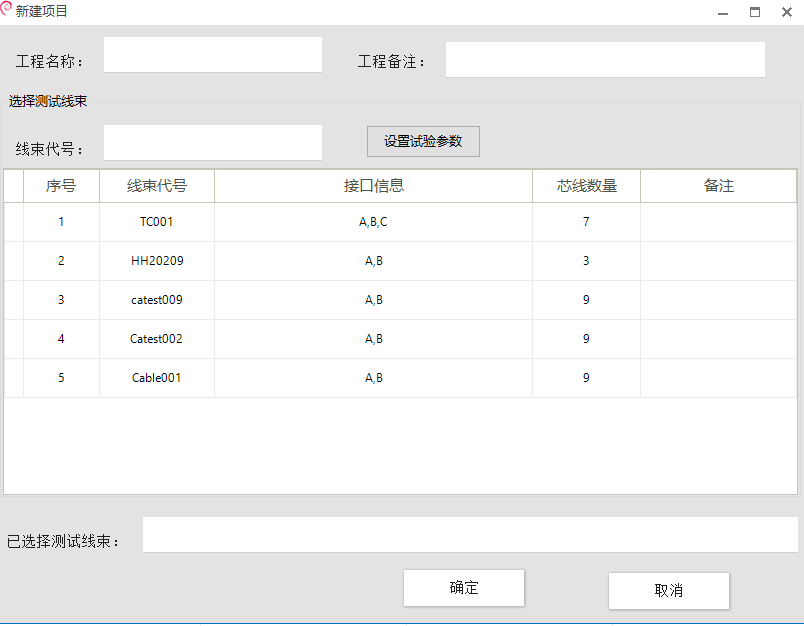 新建项目
工程名称： 工程备注：
选择测试线束
线束代号： 设置试验参数
序号 线束代号 接口信息 芯线数量 备注
1 TC001 A,B,C 7
2 HH20209 A,B 3
3 catest009 A,B 9
4 Catest002 A,B 9
5 Cable001 A,B 9
已选择测试线束：
确定 取消